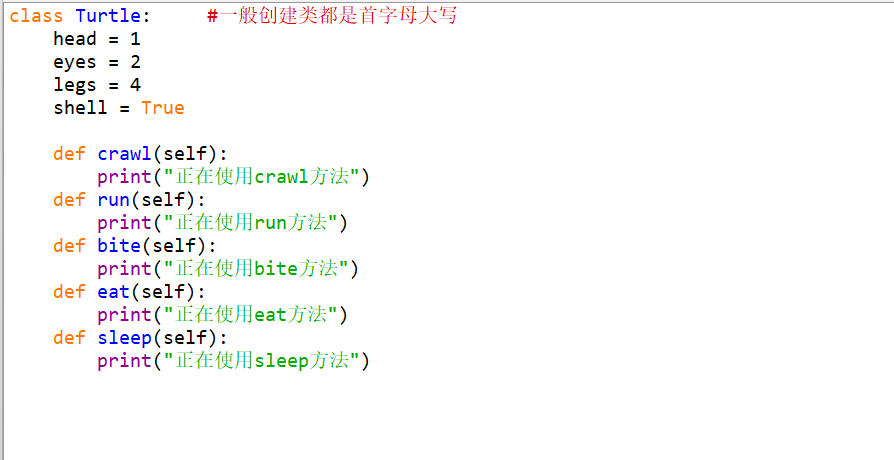 class Turtle:     #一般创建类都是首字母大写
    head = 1
    eyes = 2
    legs = 4
    shell = True

    def crawl(self):
        print("正在使用crawl方法")
    def run(self):
        print("正在使用run方法")
    def bite(self):
        print("正在使用bite方法")
    def eat(self):
        print("正在使用eat方法")
    def sleep(self):
        print("正在使用sleep方法")